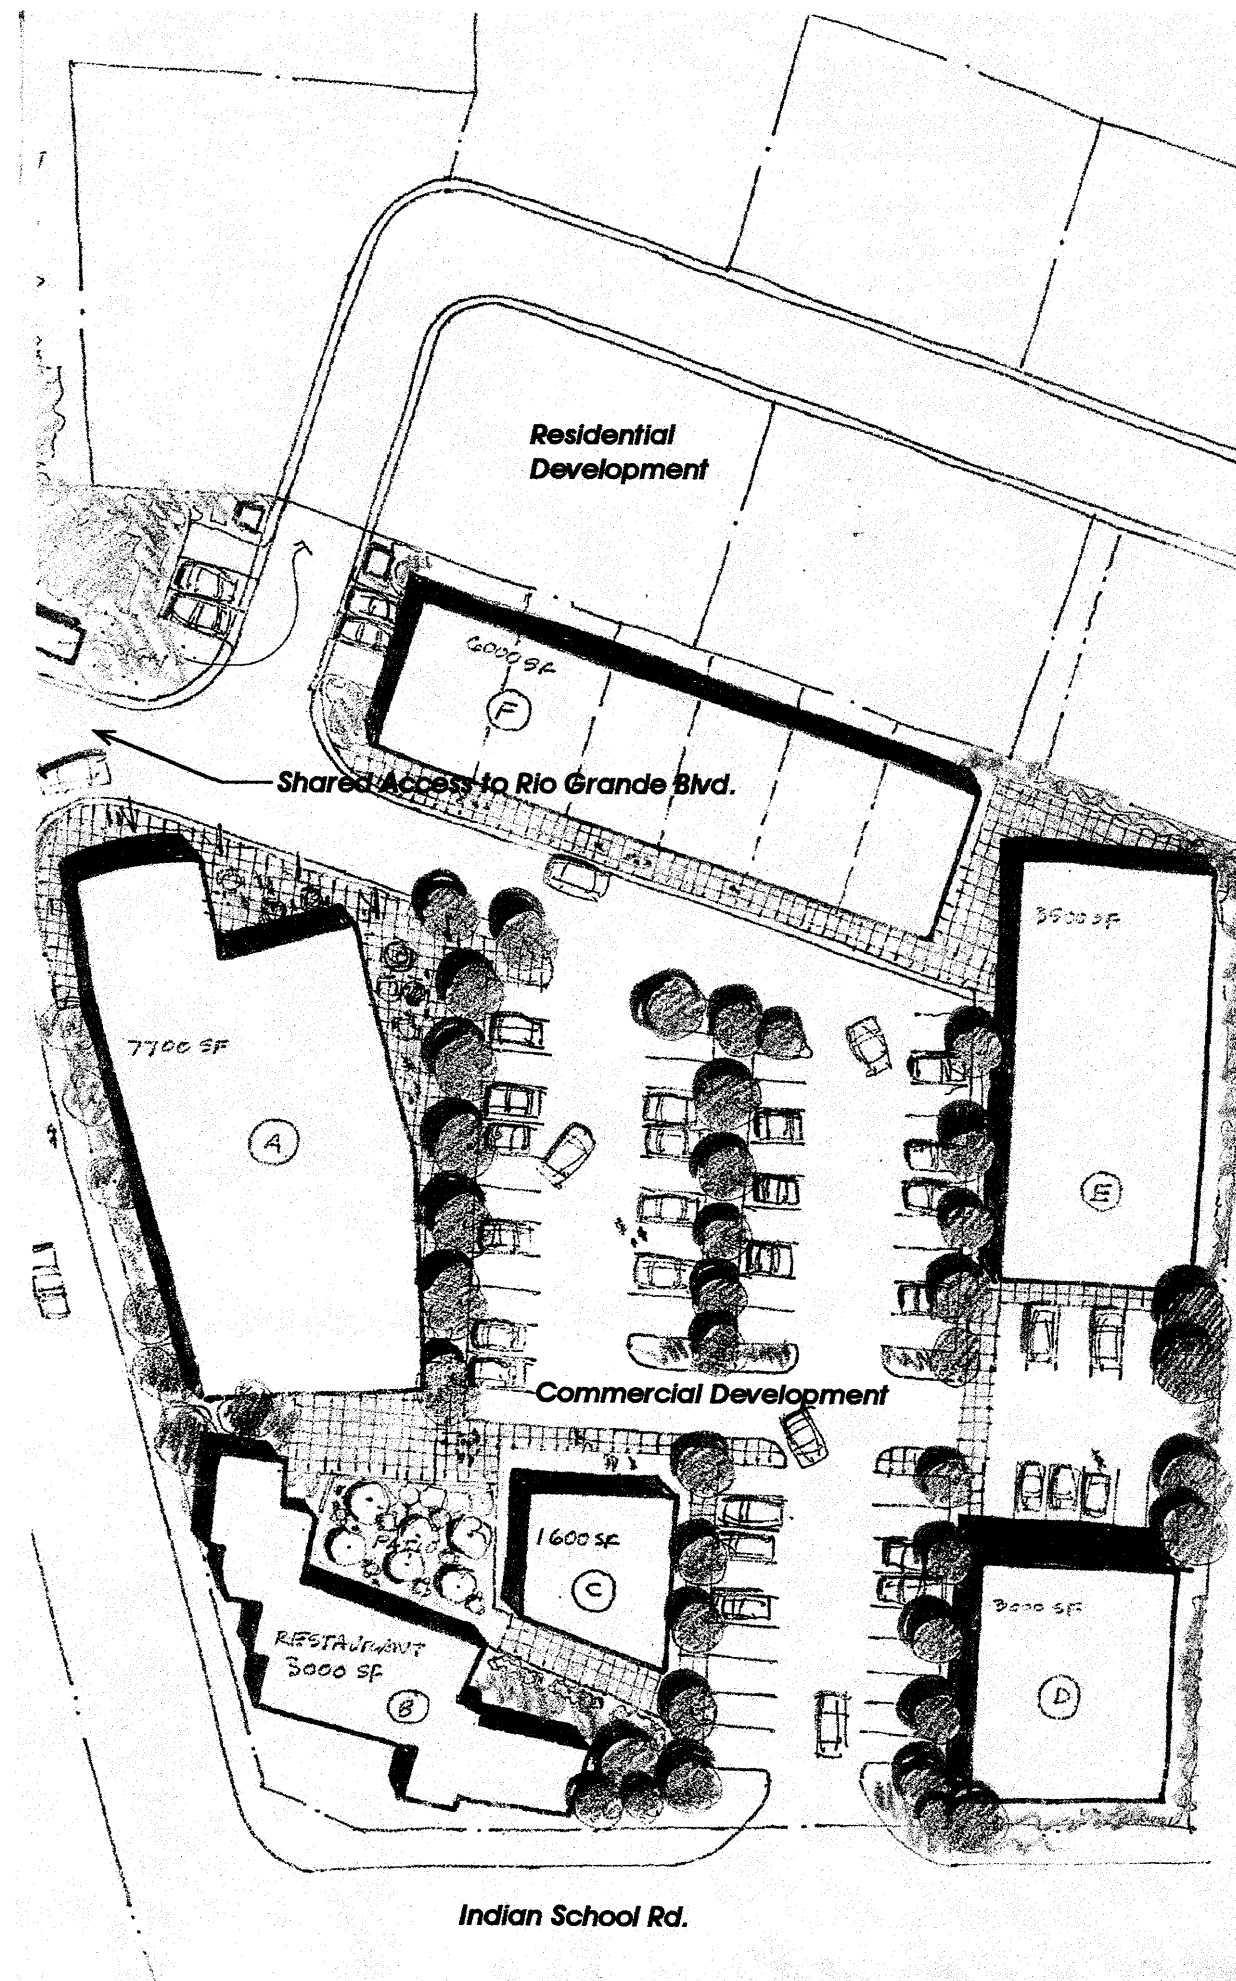 Residential
Development
6000 SF
F
Shared Access to Rio Grande Blvd.
3500 SF
7700 SF
A
E
Commercial Development
PATIO
1600 SF
C
RESTAURANT
3000 SF
B
3000 SF
D
Indian School Rd.